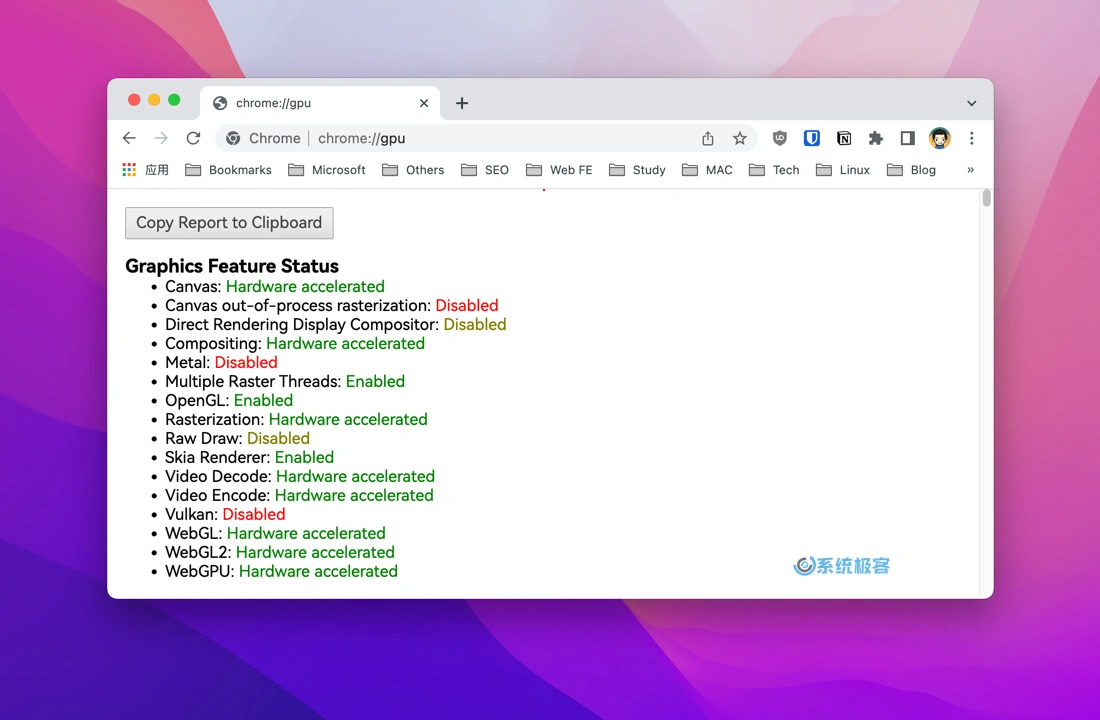 chrome://gpu
Chrome | chrome://gpu
应用 Bookmarks Microsoft Others SEO Web FE Study MAC Tech Linux Blog »
Copy Report to Clipboard
Graphics Feature Status
• Canvas: Hardware accelerated
• Canvas out-of-process rasterization: Disabled
• Direct Rendering Display Compositor: Disabled
• Compositing: Hardware accelerated
• Metal: Disabled
• Multiple Raster Threads: Enabled
• OpenGL: Enabled
• Rasterization: Hardware accelerated
• Raw Draw: Disabled
• Skia Renderer: Enabled
• Video Decode: Hardware accelerated
• Video Encode: Hardware accelerated
• Vulkan: Disabled
• WebGL: Hardware accelerated
• WebGL2: Hardware accelerated
• WebGPU: Hardware accelerated
系统极客